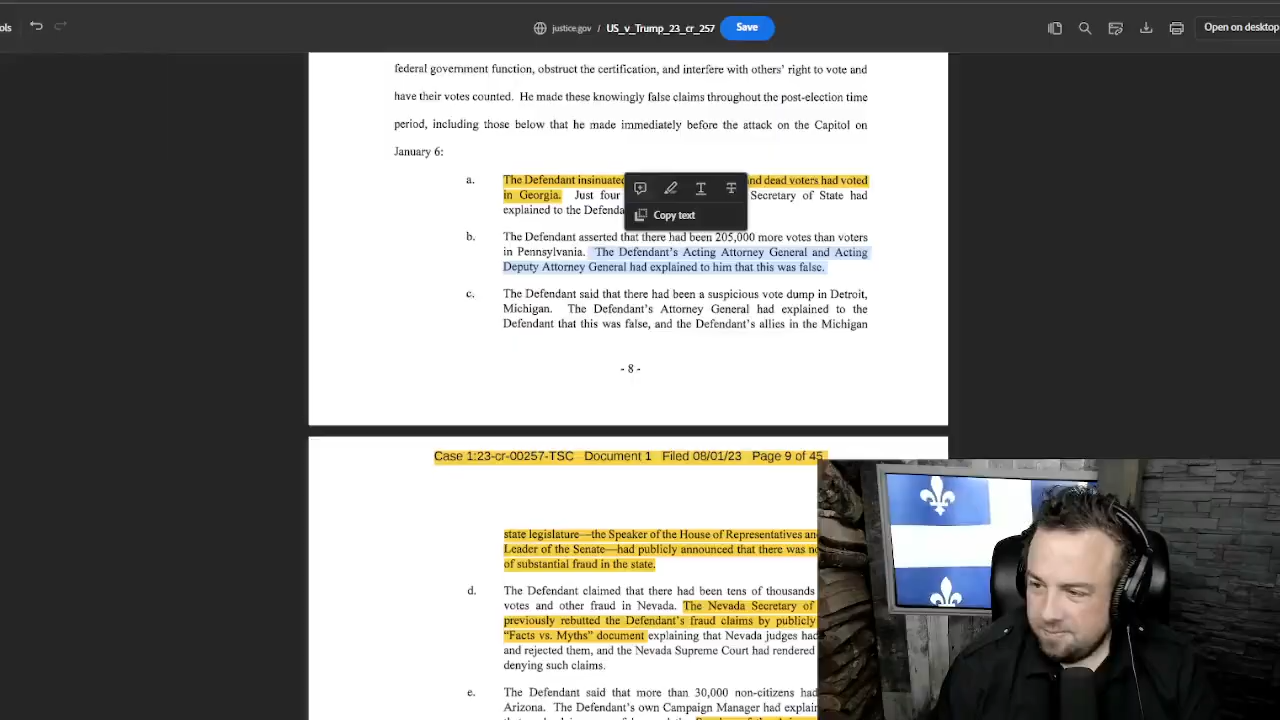 ols
justice.gov / US_v_Trump_23_cr_257 Save
Open on desktop
federal government function, obstruct the certification, and interfere with others' right to vote and
have their votes counted. He made these knowingly false claims throughout the post-election time
period, including those below that he made immediately before the attack on the Capitol on
January 6:
a. The Defendant insinuated and dead voters had voted
in Georgia. Just four Secretary of State had
explained to the
Copy text
b. The Defendant asserted that there had been 205,000 more votes than voters
in Pennsylvania. The Defendant's Acting Attorney General and Acting
Deputy Attorney General had explained to him that this was false.
c. The Defendant said that there had been a suspicious vote dump in Detroit,
Michigan. The Defendant's Attorney General had explained to the
Defendant that this was false, and the Defendant's allies in the Michigan
- 8 -
Case 1:23-cr-00257-TSC Document 1 Filed 08/01/23 Page 9 of 45
state legislature—the Speaker of the House of Representatives
Leader of the Senate—had publicly announced that there was
of substantial fraud in the state.
d. The Defendant claimed that there had been tens of thousands
votes and other fraud in Nevada. The Nevada Secretary of
previously rebutted the Defendant's fraud claims by publicly
"Facts vs. Myths" document explaining that Nevada judges had
and rejected them, and the Nevada Supreme Court had rendered
denying such claims.
e. The Defendant said that more than 30,000 non-citizens had
Arizona. The Defendant's own Campaign Manager had